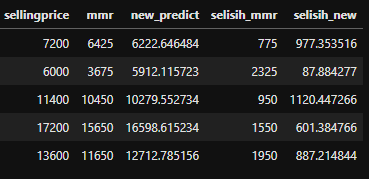 sellingprice mmr new_predict selisih_mmr selisih_new
7200 6425 6222.646484 775 977.353516
6000 3675 5912.115723 2325 87.884277
11400 10450 10279.552734 950 1120.447266
17200 15650 16598.615234 1550 601.384766
13600 11650 12712.785156 1950 887.214844